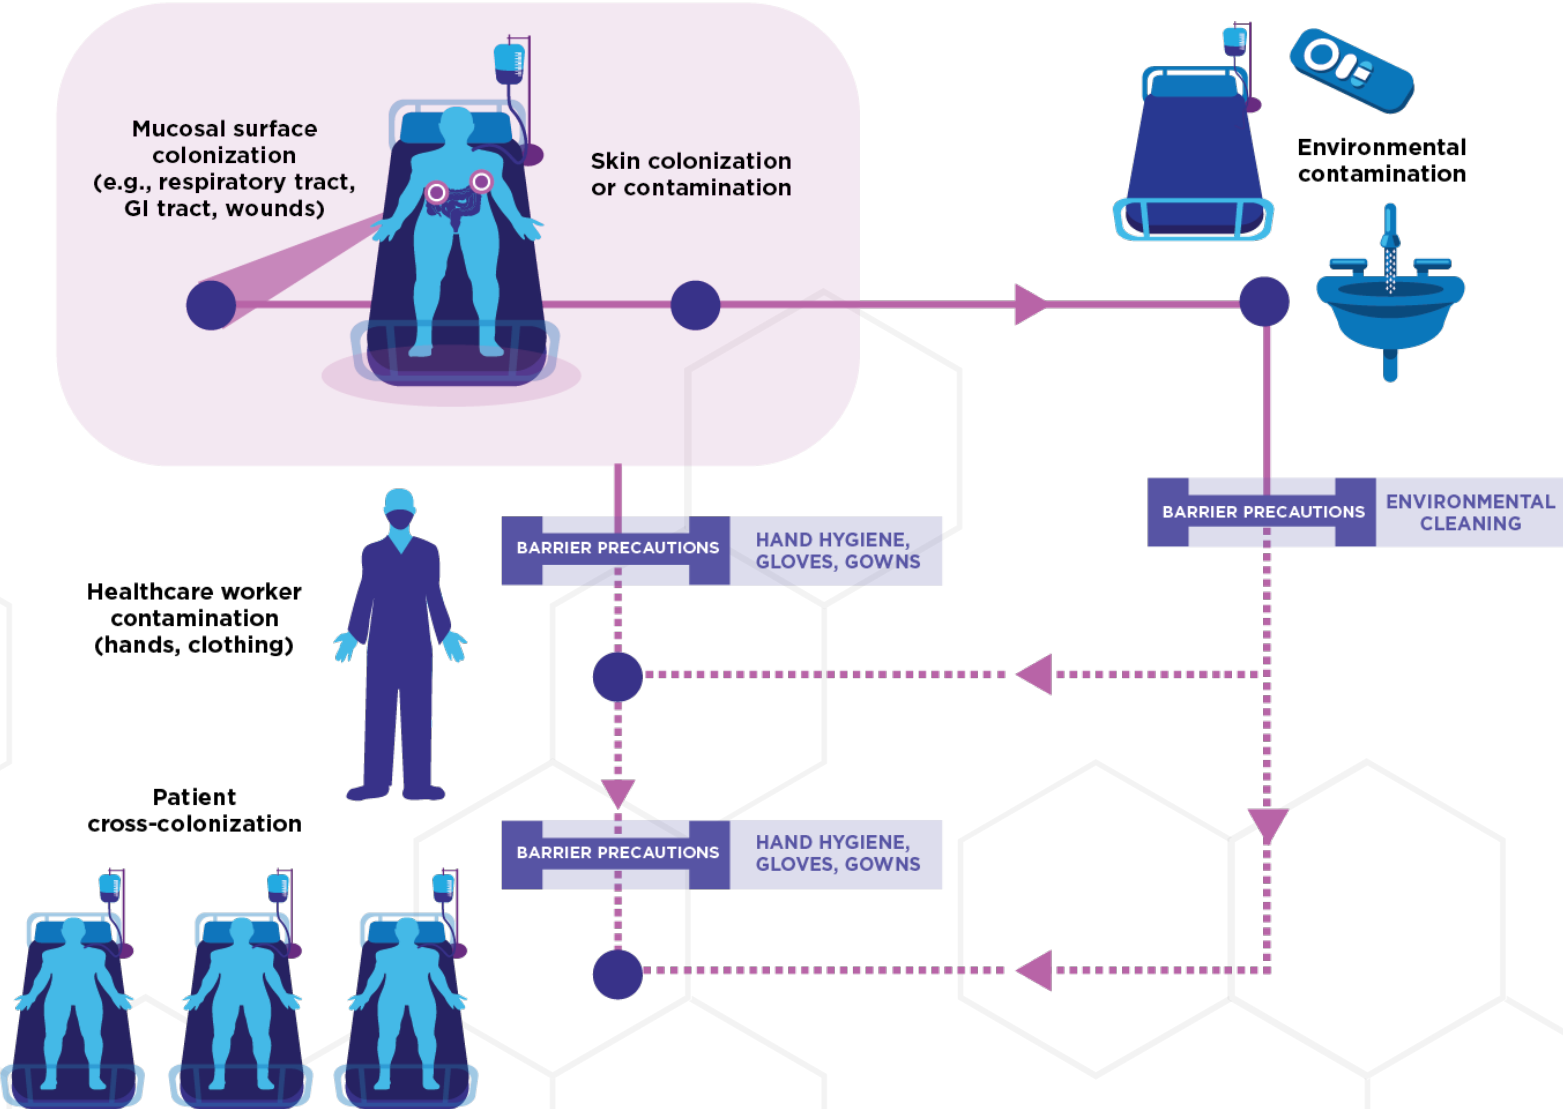 Mucosal surface
colonization
(e.g., respiratory tract,
GI tract, wounds)
Skin colonization
or contamination
Environmental
contamination
BARRIER PRECAUTIONS
ENVIRONMENTAL
CLEANING
BARRIER PRECAUTIONS
HAND HYGIENE,
GLOVES, GOWNS
Healthcare worker
contamination
(hands, clothing)
Patient
cross-colonization
BARRIER PRECAUTIONS
HAND HYGIENE,
GLOVES, GOWNS